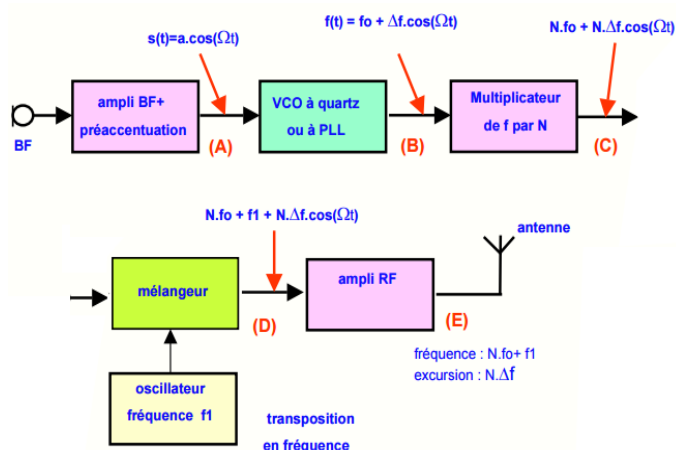 s(t)=a.cos(Ωt)
f(t) = fo + Δf.cos(Ωt)
N.fo + N.Δf.cos(Ωt)
BF
ampli BF+
préaccentuation
(A)
VCO à quartz
ou à PLL
(B)
Multiplicateur
de f par N
(C)
N.fo + f1 + N.Δf.cos(Ωt)
antenne
mélangeur
(D)
ampli RF
(E)
fréquence : N.fo+ f1
excursion : N.Δf
oscillateur
fréquence f1
transposition
en fréquence